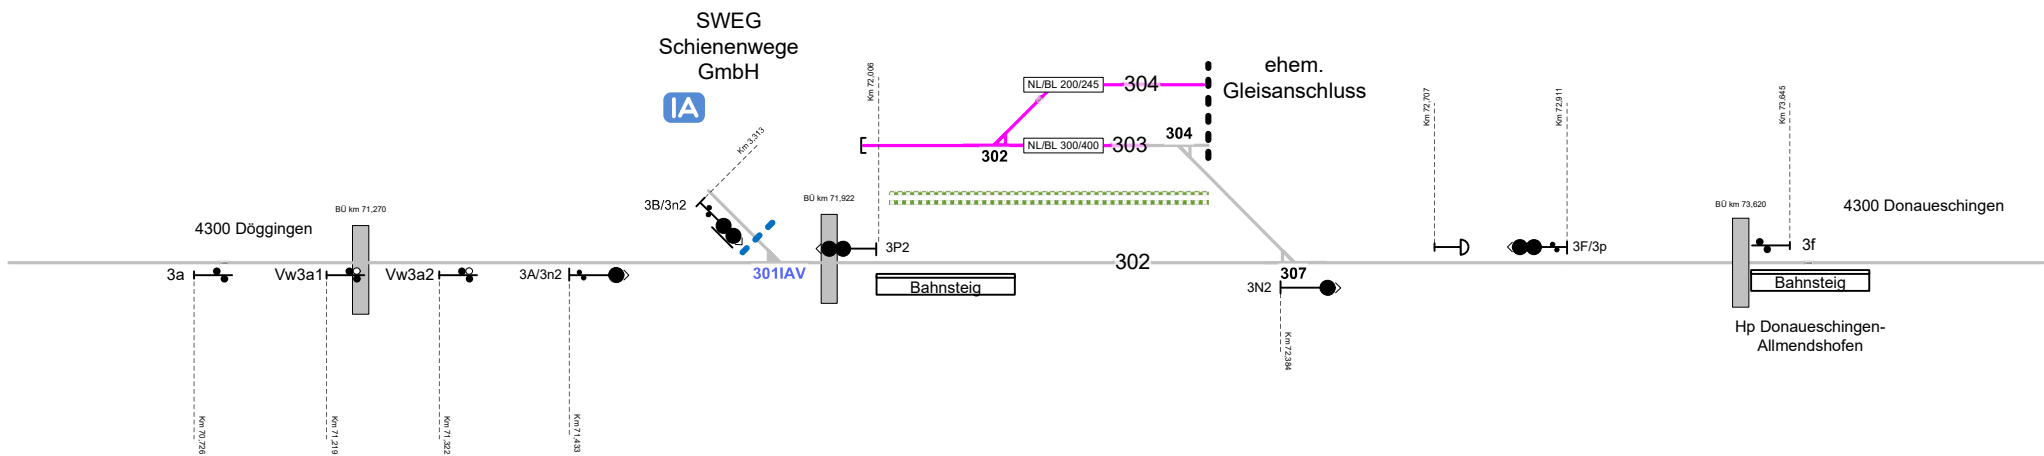 SWEG
Schienenwege
GmbH
IA
ehem.
Gleisanschluss
NL/BL 200/245
304
NL/BL 300/400
303
304
302
Km 72,006
Km 3,313
Km 72,707
Km 72,911
Km 73,645
BÜ km 71,270
BÜ km 71,922
BÜ km 73,620
4300 Döggingen
4300 Donaueschingen
3B/3n2
3P2
3F/3p
3f
302
3a
Vw3a1
Vw3a2
3A/3n2
301IAV
307
3N2
Bahnsteig
Bahnsteig
Hp Donaueschingen-
Allmendshofen
Km 72,384
Km 70,726
Km 71,219
Km 71,322
Km 71,433